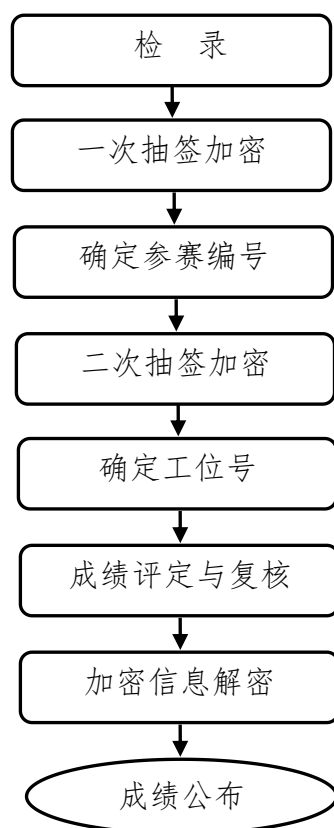 检 录
一次抽签加密
确定参赛编号
二次抽签加密
确定工位号
成绩评定与复核
加密信息解密
成绩公布